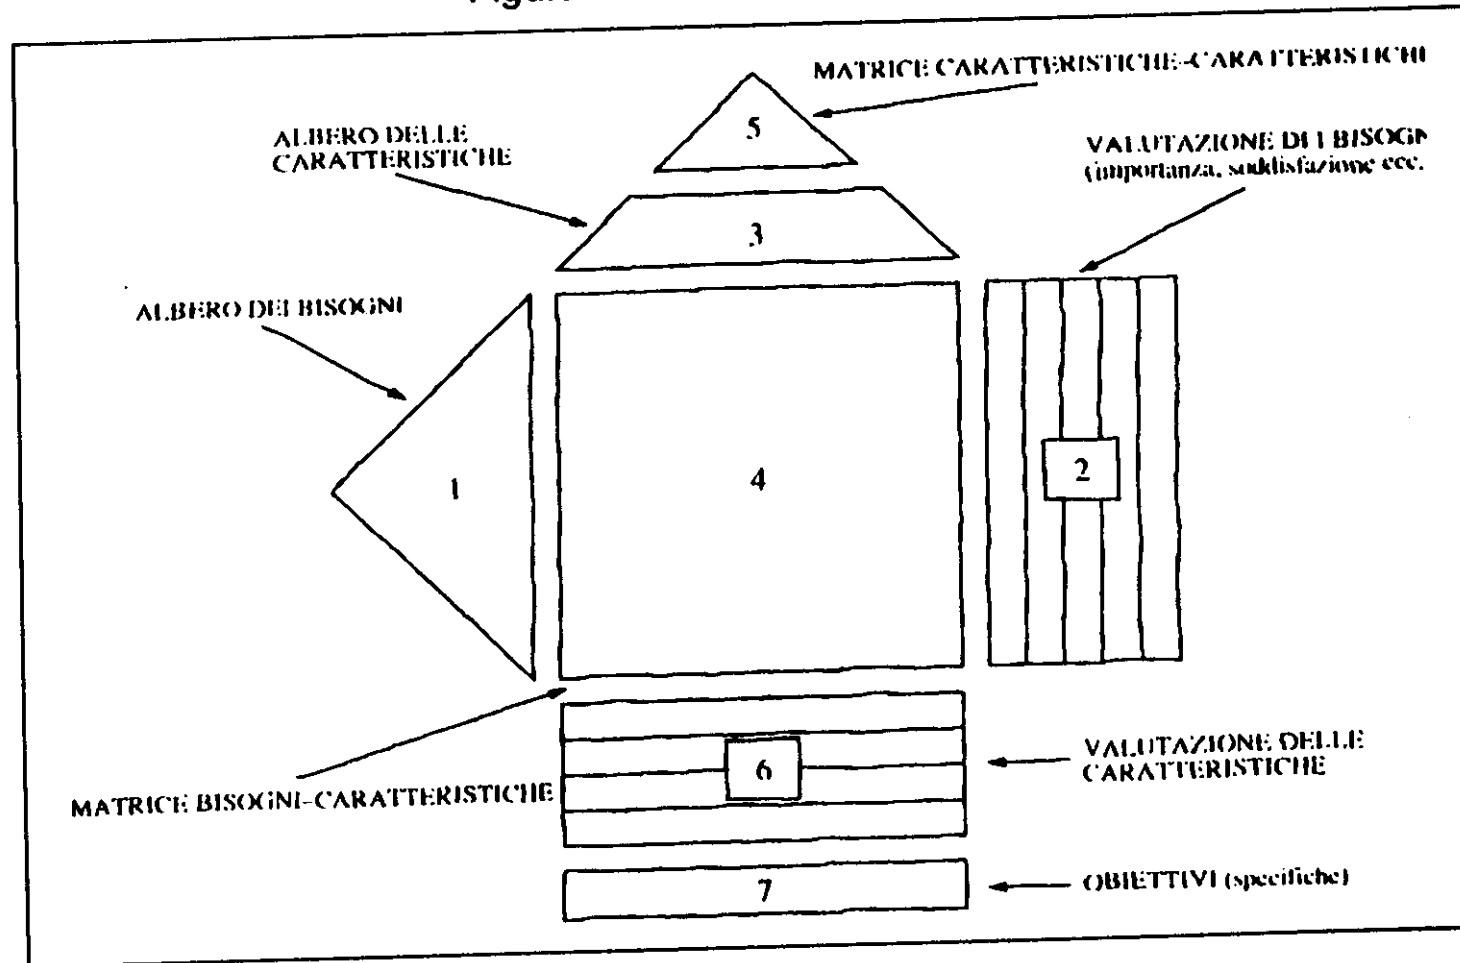 MATRICE CARATTERISTICHE-CARATTERISTICHE
ALBERO DELLE
CARATTERISTICHE
VALUTAZIONE DEI BISOGN
(importanza, soddisfazione ecc.
5
3
ALBERO DEI BISOGNI
1
4
2
MATRICE BISOGNI-CARATTERISTICHE
6
VALUTAZIONE DELLE
CARATTERISTICHE
7
OBIETTIVI (specifiche)